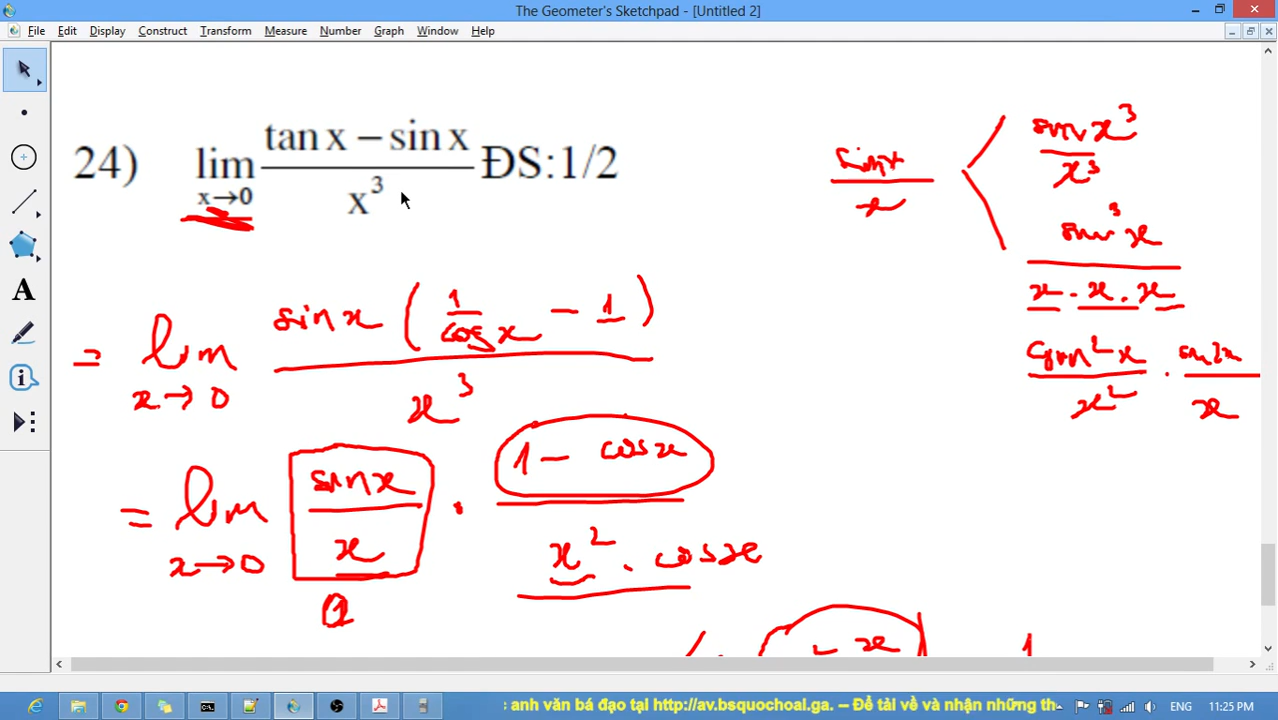 The Geometer's Sketchpad - [Untitled 2]
File Edit Display Construct Transform Measure Number Graph Window Help
24) lim x→0 tan x – sin x / x³ ĐS:1/2
sin x / x
sin x³ / x³
sin³ x / x . x . x
sin² x / x² . sin x / x
= lim x→0 sin x ( 1 / cos x – 1 ) / x³
= lim x→0 sin x / x . 1 – cos x / x² . cos x
1
A
: anh văn bá đạo tại http://av.bsquochoai.ga. – Để tải về và nhận những th
ENG 11:25 PM